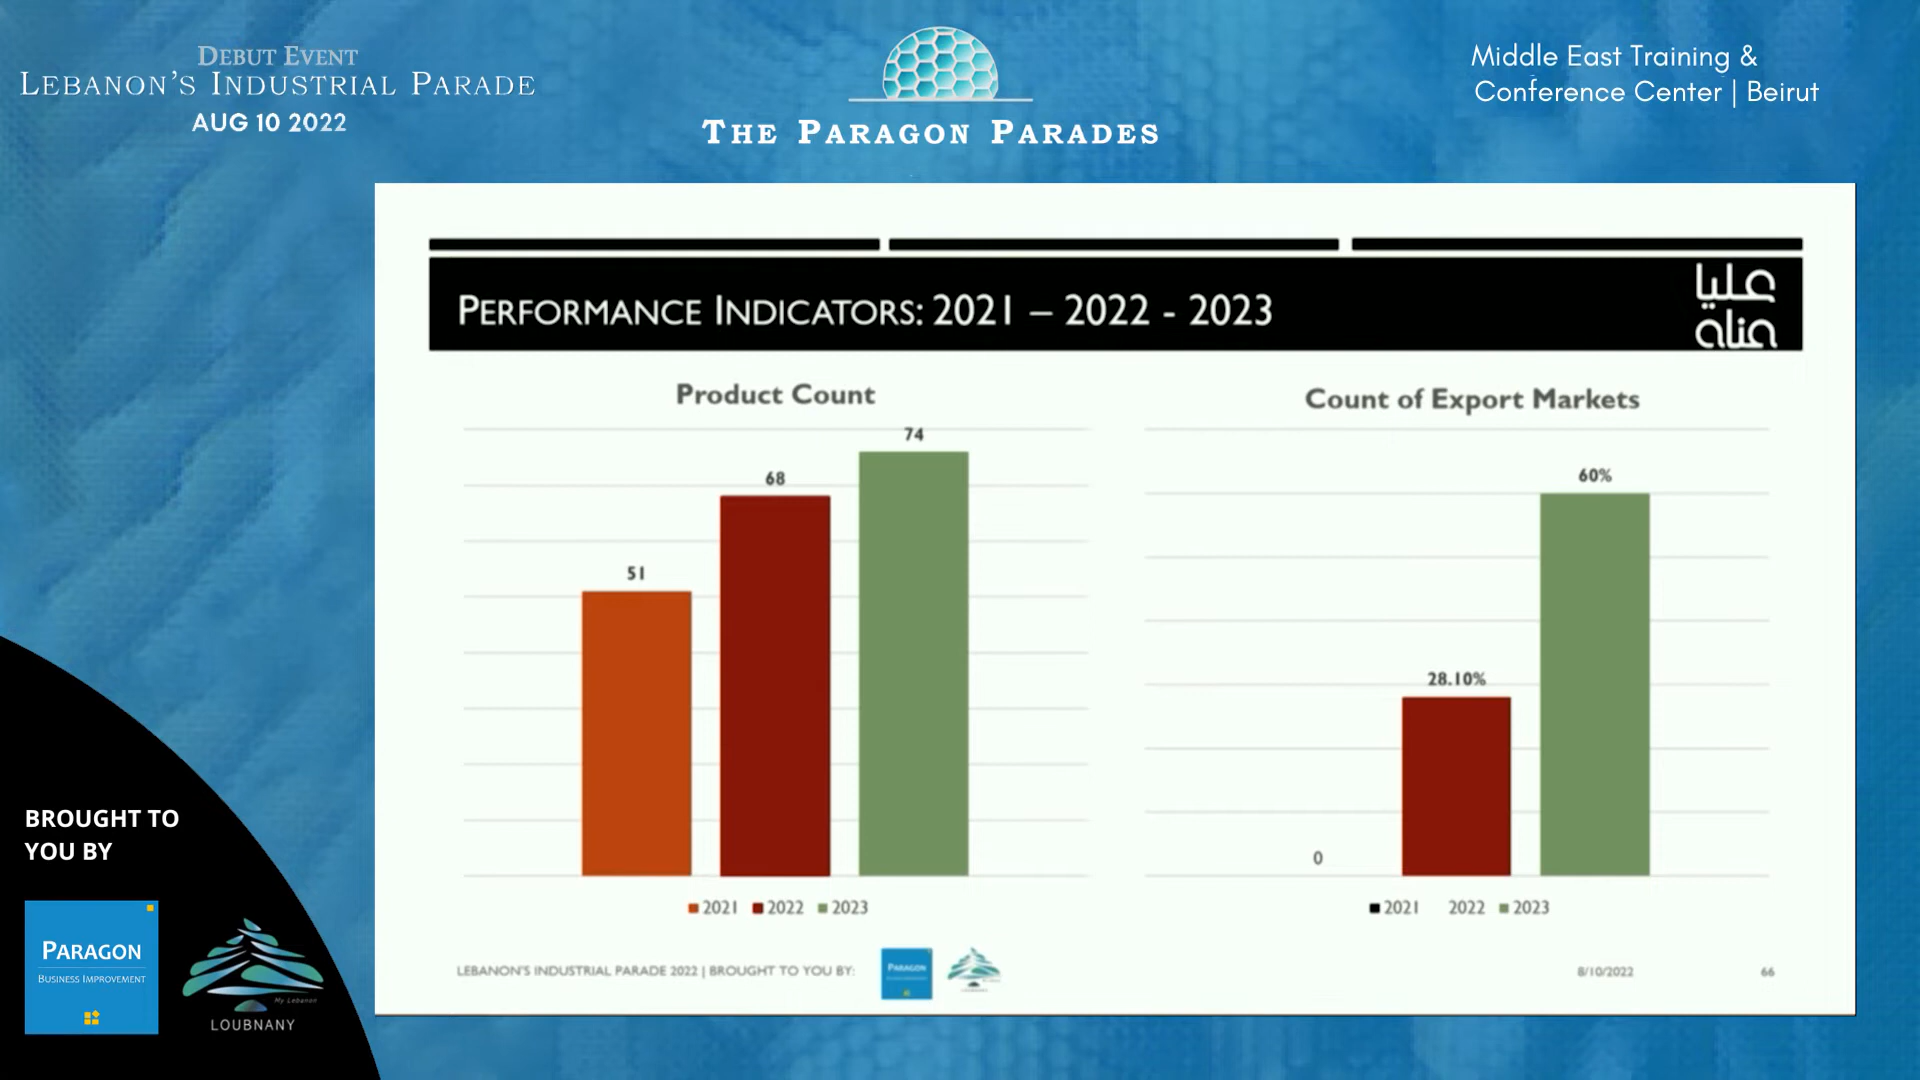 DEBUT EVENT
LEBANON'S INDUSTRIAL PARADE
AUG 10 2022
THE PARAGON PARADES
Middle East Training &
Conference Center | Beirut
PERFORMANCE INDICATORS: 2021 – 2022 - 2023
عليا
alia
Product Count
74
68
51
2021 2022 2023
Count of Export Markets
60%
28.10%
0
2021 2022 2023
LEBANON'S INDUSTRIAL PARADE 2022 | BROUGHT TO YOU BY:
PARAGON
8/10/2022
66
BROUGHT TO
YOU BY
PARAGON
BUSINESS IMPROVEMENT
My Lebanon
LOUBNANY